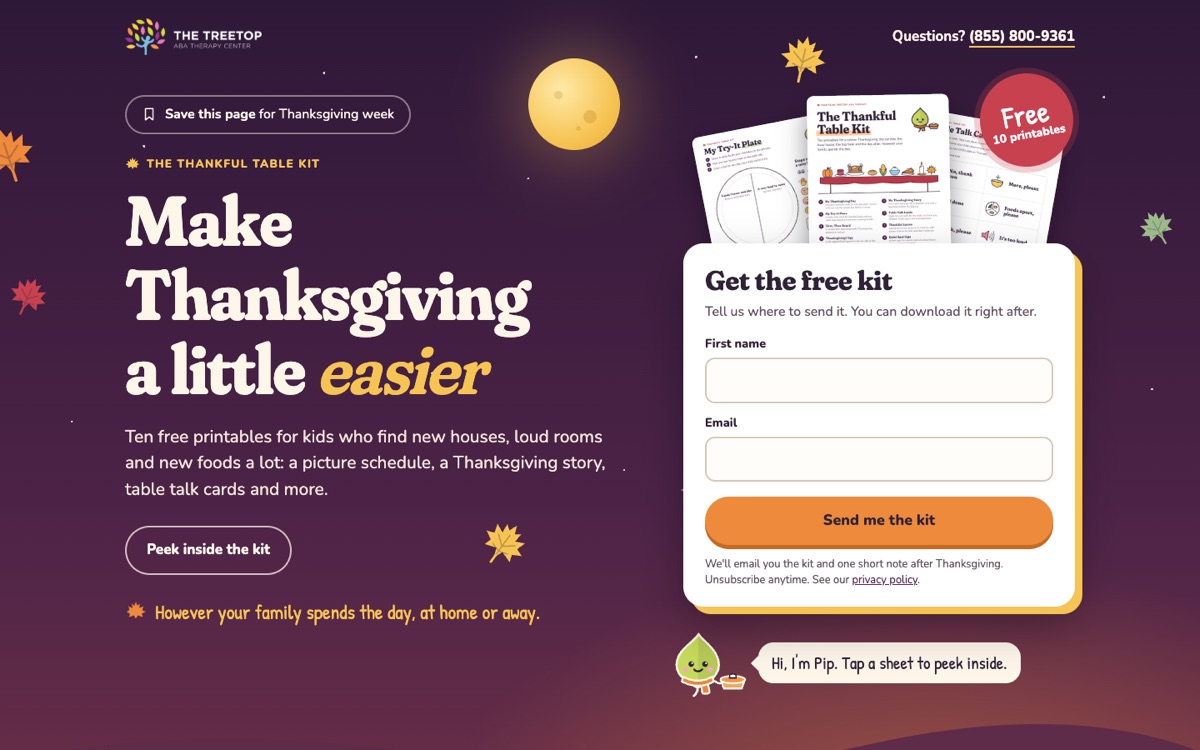 THE TREETOP
ABA THERAPY CENTER
Questions? (855) 800-9361
Save this page for Thanksgiving week
THE THANKFUL TABLE KIT
Make
Thanksgiving
a little easier
Ten free printables for kids who find new houses, loud rooms
and new foods a lot: a picture schedule, a Thanksgiving story,
table talk cards and more.
Peek inside the kit
However your family spends the day, at home or away.
My Try-It Plate
The Thankful
Table Kit
Free
10 printables
More, please
Get the free kit
Tell us where to send it. You can download it right after.
First name
Email
Send me the kit
We'll email you the kit and one short note after Thanksgiving.
Unsubscribe anytime. See our privacy policy.
Hi, I'm Pip. Tap a sheet to peek inside.